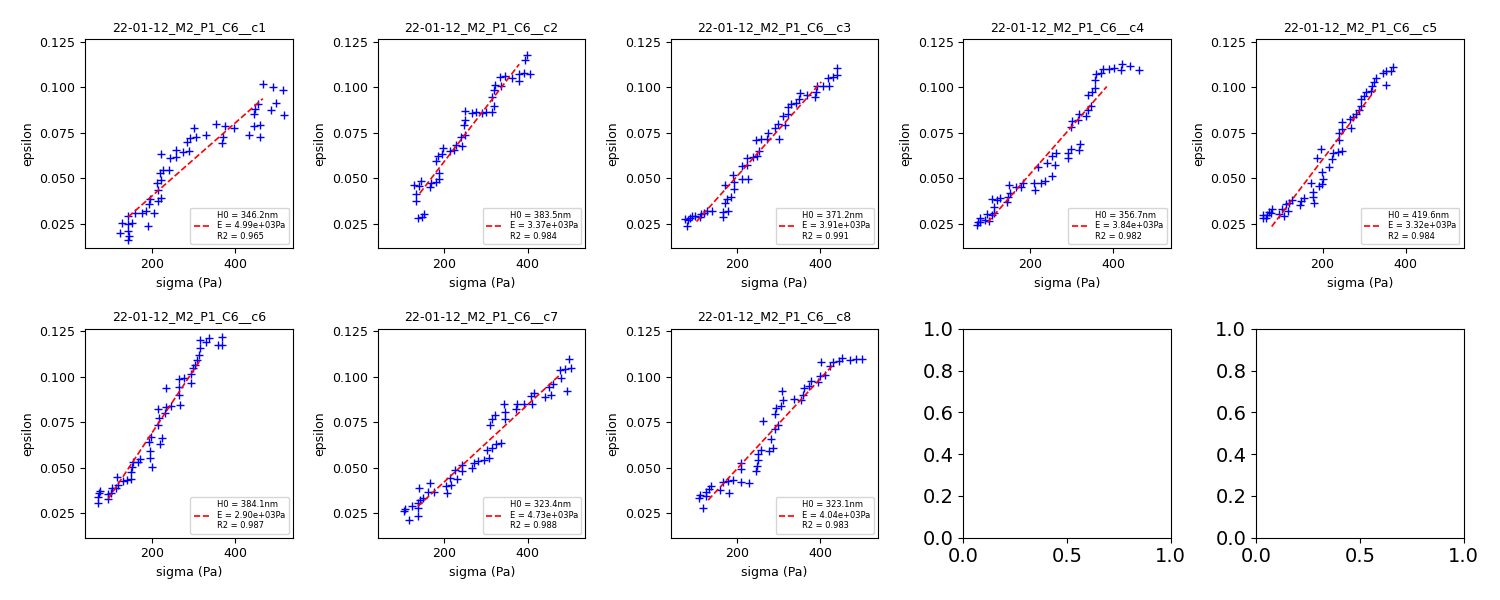 22-01-12_M2_P1_C6__c1
0.125
0.100
0.075
0.050
0.025
epsilon
200 400
sigma (Pa)
H0 = 346.2nm
E = 4.99e+03Pa
R2 = 0.965
22-01-12_M2_P1_C6__c2
0.125
0.100
0.075
0.050
0.025
epsilon
200 400
sigma (Pa)
H0 = 383.5nm
E = 3.37e+03Pa
R2 = 0.984
22-01-12_M2_P1_C6__c3
0.125
0.100
0.075
0.050
0.025
epsilon
200 400
sigma (Pa)
H0 = 371.2nm
E = 3.91e+03Pa
R2 = 0.991
22-01-12_M2_P1_C6__c4
0.125
0.100
0.075
0.050
0.025
epsilon
200 400
sigma (Pa)
H0 = 356.7nm
E = 3.84e+03Pa
R2 = 0.982
22-01-12_M2_P1_C6__c5
0.125
0.100
0.075
0.050
0.025
epsilon
200 400
sigma (Pa)
H0 = 419.6nm
E = 3.32e+03Pa
R2 = 0.984
22-01-12_M2_P1_C6__c6
0.125
0.100
0.075
0.050
0.025
epsilon
200 400
sigma (Pa)
H0 = 384.1nm
E = 2.90e+03Pa
R2 = 0.987
22-01-12_M2_P1_C6__c7
0.125
0.100
0.075
0.050
0.025
epsilon
200 400
sigma (Pa)
H0 = 323.4nm
E = 4.73e+03Pa
R2 = 0.988
22-01-12_M2_P1_C6__c8
0.125
0.100
0.075
0.050
0.025
epsilon
200 400
sigma (Pa)
H0 = 323.1nm
E = 4.04e+03Pa
R2 = 0.983
1.0
0.8
0.6
0.4
0.2
0.0
0.0 0.5 1.0
1.0
0.8
0.6
0.4
0.2
0.0
0.0 0.5 1.0